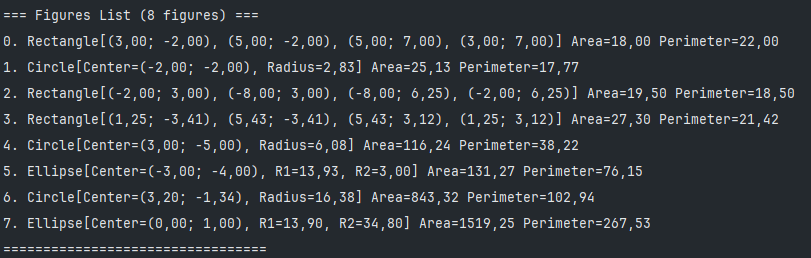 === Figures List (8 figures) ===
0. Rectangle[(3,00; -2,00), (5,00; -2,00), (5,00; 7,00), (3,00; 7,00)] Area=18,00 Perimeter=22,00
1. Circle[Center=(-2,00; -2,00), Radius=2,83] Area=25,13 Perimeter=17,77
2. Rectangle[(-2,00; 3,00), (-8,00; 3,00), (-8,00; 6,25), (-2,00; 6,25)] Area=19,50 Perimeter=18,50
3. Rectangle[(1,25; -3,41), (5,43; -3,41), (5,43; 3,12), (1,25; 3,12)] Area=27,30 Perimeter=21,42
4. Circle[Center=(3,00; -5,00), Radius=6,08] Area=116,24 Perimeter=38,22
5. Ellipse[Center=(-3,00; -4,00), R1=13,93, R2=3,00] Area=131,27 Perimeter=76,15
6. Circle[Center=(3,20; -1,34), Radius=16,38] Area=843,32 Perimeter=102,94
7. Ellipse[Center=(0,00; 1,00), R1=13,90, R2=34,80] Area=1519,25 Perimeter=267,53
=================================